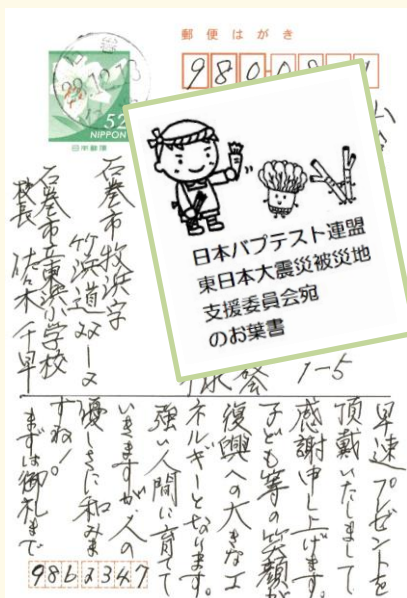 郵便はがき
980 08
52
NIPPON
日本郵便
日本バプテスト連盟
東日本大震災被災地
支援委員会宛
のお葉書
1-5
石巻市牧浜字
竹浜道
石巻市立東浜小学校
校長 佐々木千早
早速プレゼントを
頂戴いたしまして
感謝申し上げます。
子ども等の笑顔が
復興への大きなエ
ネルギーとなります。
強い人間に育てて
いきますが、人の
優しさに和みま
すね!。
まずは御礼まで
9862347